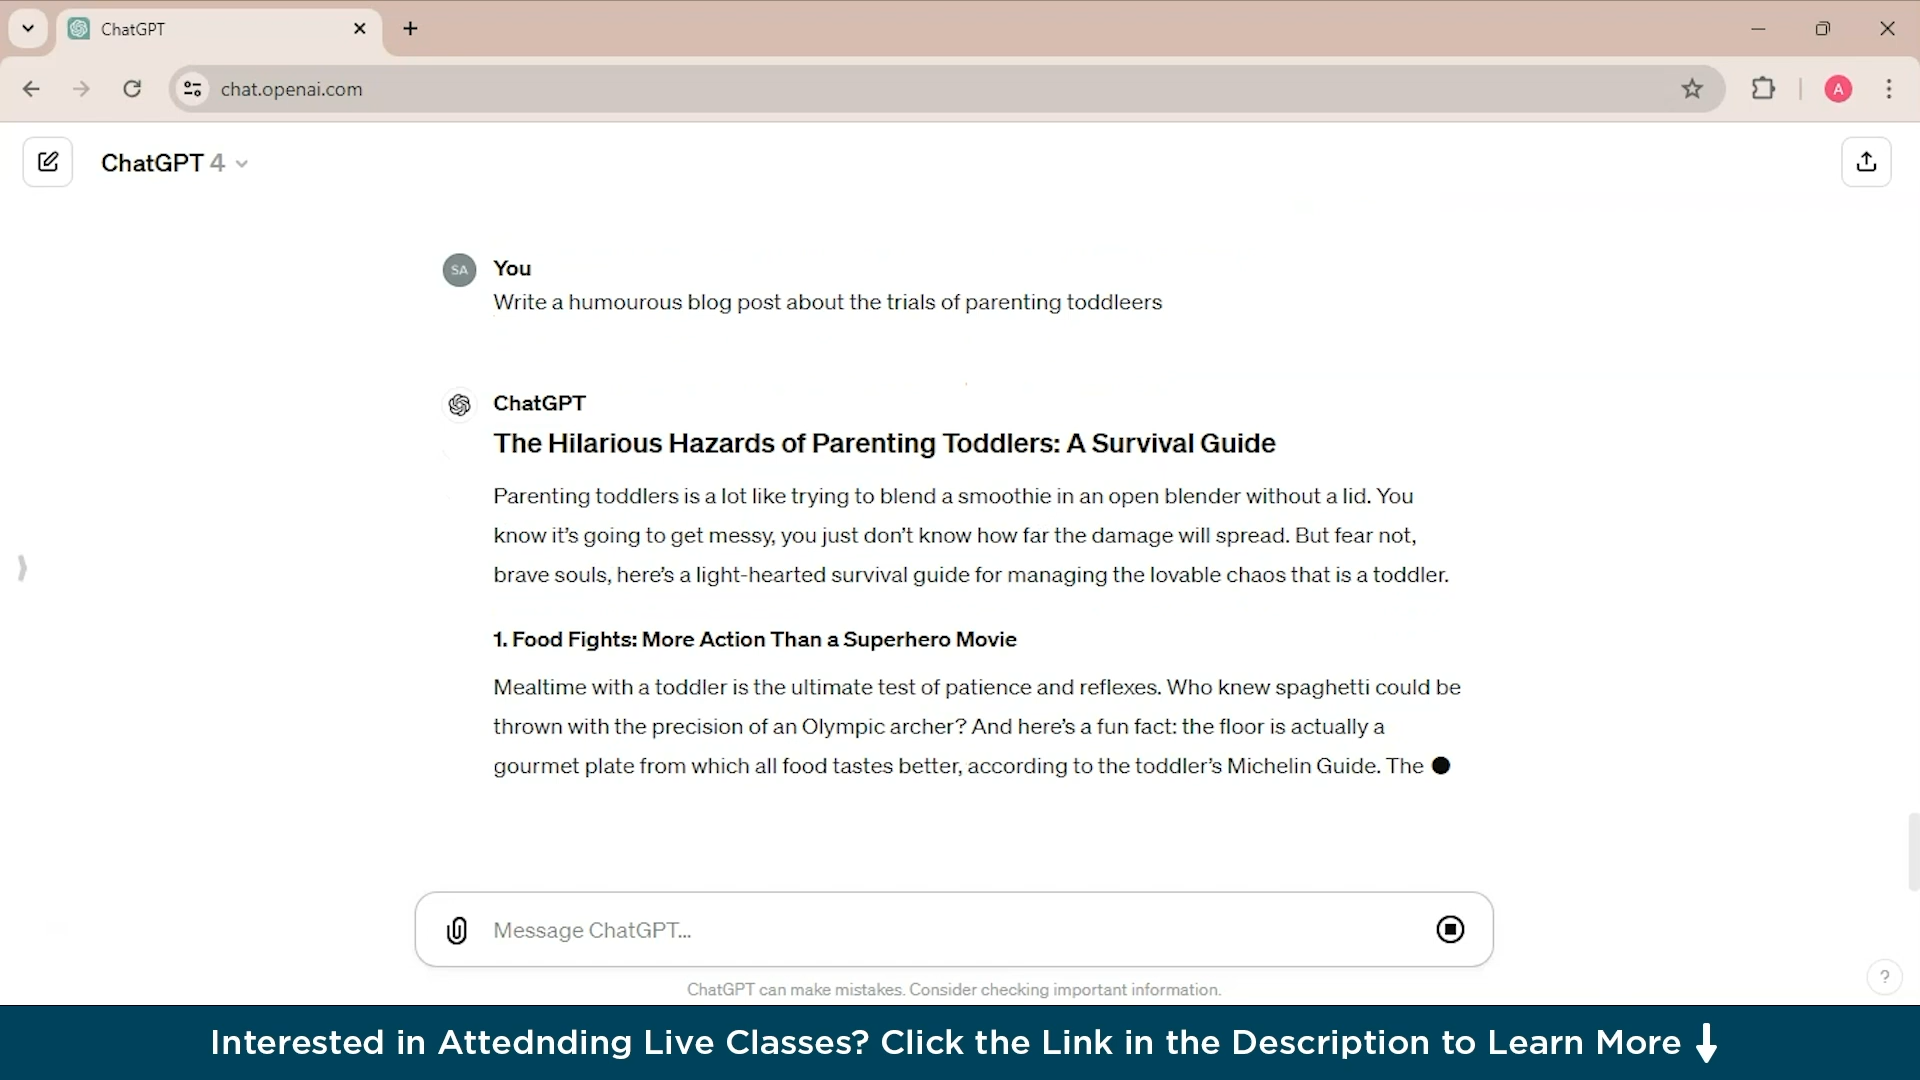 ChatGPT
chat.openai.com
A
ChatGPT 4
SA
You
Write a humourous blog post about the trials of parenting toddleers
ChatGPT
The Hilarious Hazards of Parenting Toddlers: A Survival Guide
Parenting toddlers is a lot like trying to blend a smoothie in an open blender without a lid. You
know it’s going to get messy, you just don’t know how far the damage will spread. But fear not,
brave souls, here’s a light-hearted survival guide for managing the lovable chaos that is a toddler.
1. Food Fights: More Action Than a Superhero Movie
Mealtime with a toddler is the ultimate test of patience and reflexes. Who knew spaghetti could be
thrown with the precision of an Olympic archer? And here’s a fun fact: the floor is actually a
gourmet plate from which all food tastes better, according to the toddler’s Michelin Guide. The
Message ChatGPT...
ChatGPT can make mistakes. Consider checking important information.
?
Interested in Attednding Live Classes? Click the Link in the Description to Learn More